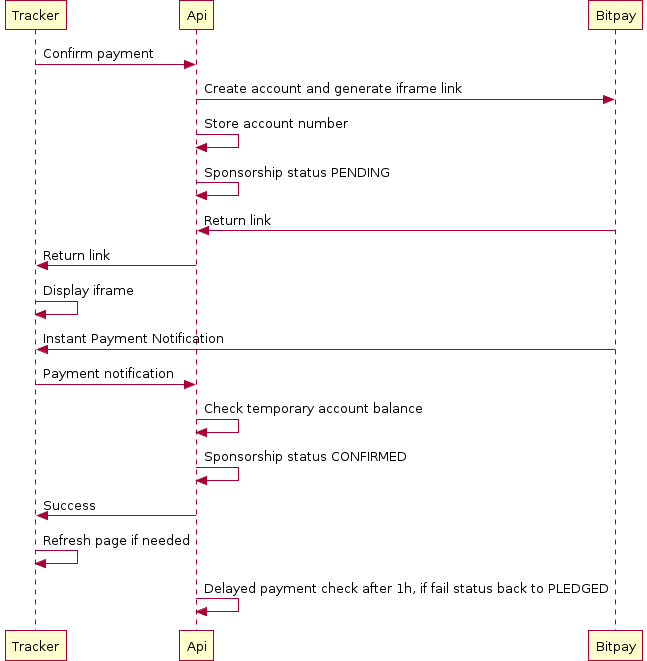 Tracker Api Bitpay
Confirm payment
Create account and generate iframe link
Store account number
Sponsorship status PENDING
Return link
Return link
Display iframe
Instant Payment Notification
Payment notification
Check temporary account balance
Sponsorship status CONFIRMED
Success
Refresh page if needed
Delayed payment check after 1h, if fail status back to PLEDGED
Tracker Api Bitpay